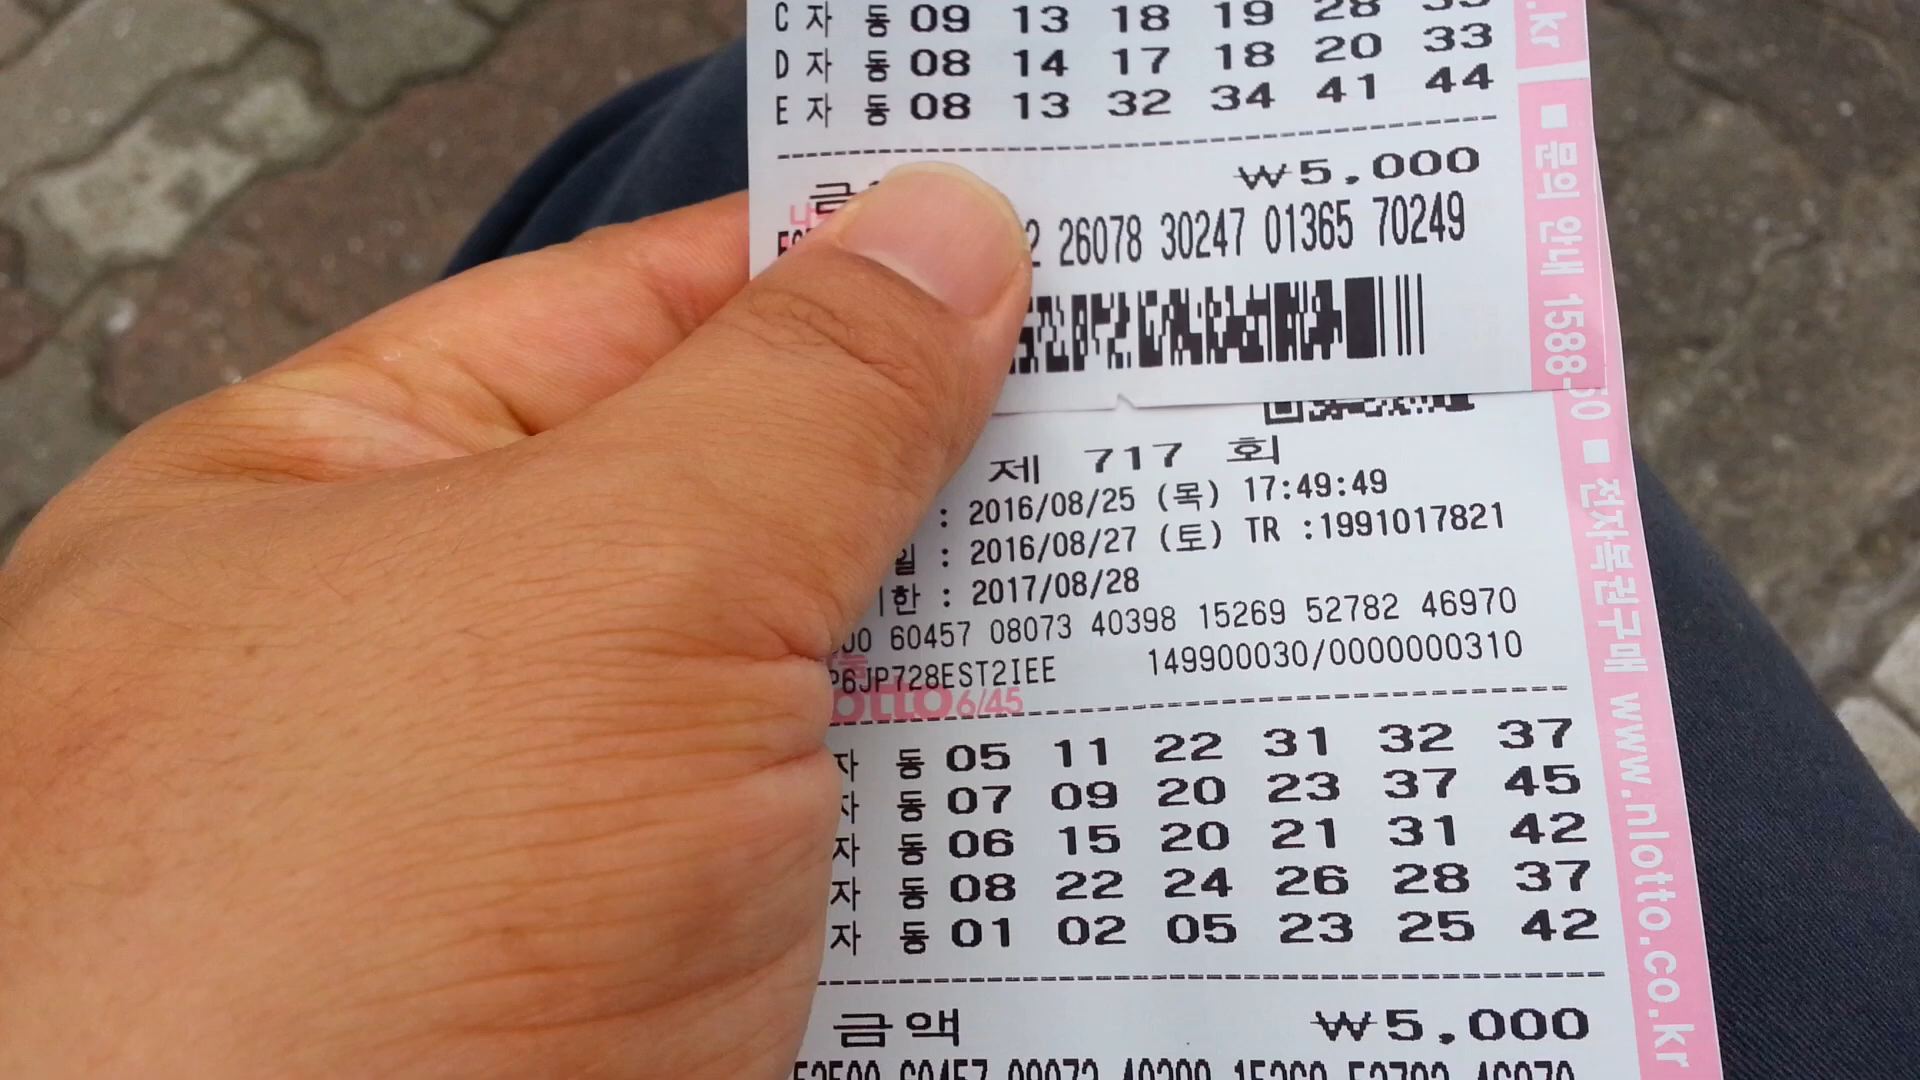 C 자 동 09 13 18 19 28
D 자 동 08 14 17 18 20 33
E 자 동 08 13 32 34 41 44
₩5,000
26078 30247 01365 70249
제 717 회
: 2016/08/25 (목) 17:49:49
일 : 2016/08/27 (토) TR :1991017821
한 : 2017/08/28
60457 08073 40398 15269 52782 46970
P6JP728EST2IEE 149900030/0000000310
otto 6/45
자 동 05 11 22 31 32 37
자 동 07 09 20 23 37 45
자 동 06 15 20 21 31 42
자 동 08 22 24 26 28 37
자 동 01 02 05 23 25 42
금액 ₩5,000
.kr
■ 문의 안내 1588-
■ 전자복권구매 www.nlotto.co.kr